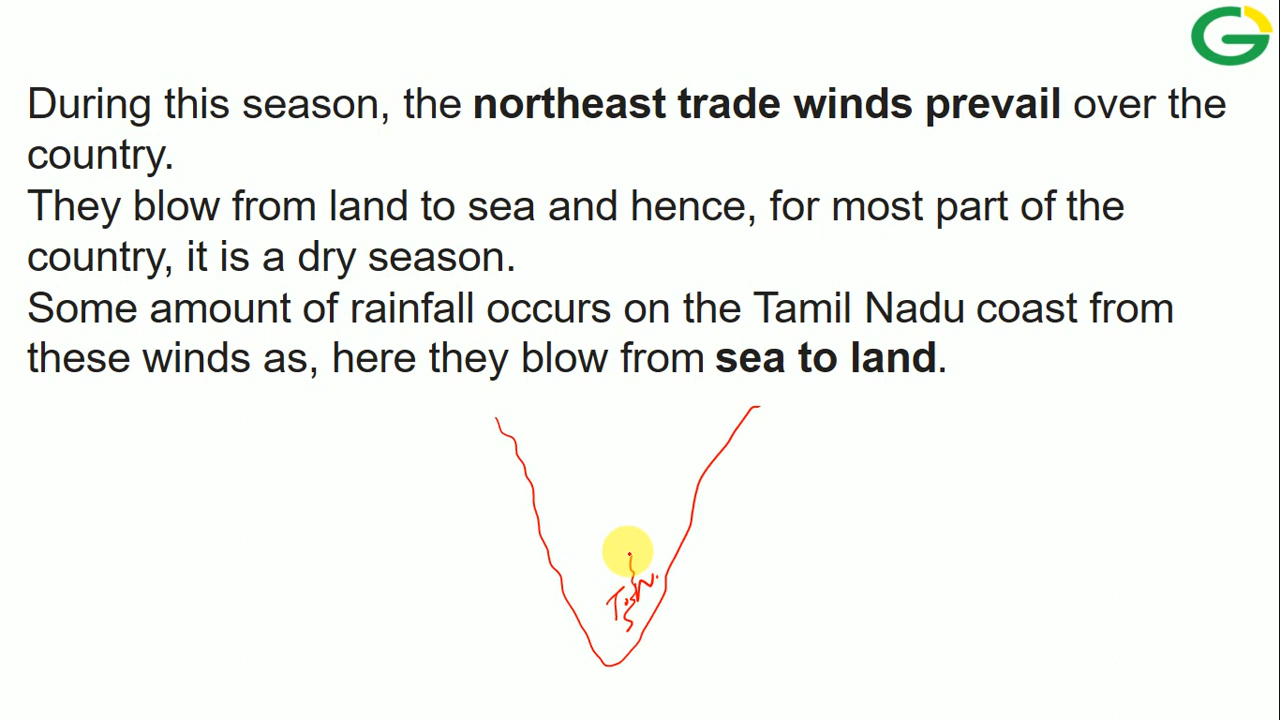 During this season, the northeast trade winds prevail over the
country.
They blow from land to sea and hence, for most part of the
country, it is a dry season.
Some amount of rainfall occurs on the Tamil Nadu coast from
these winds as, here they blow from sea to land.